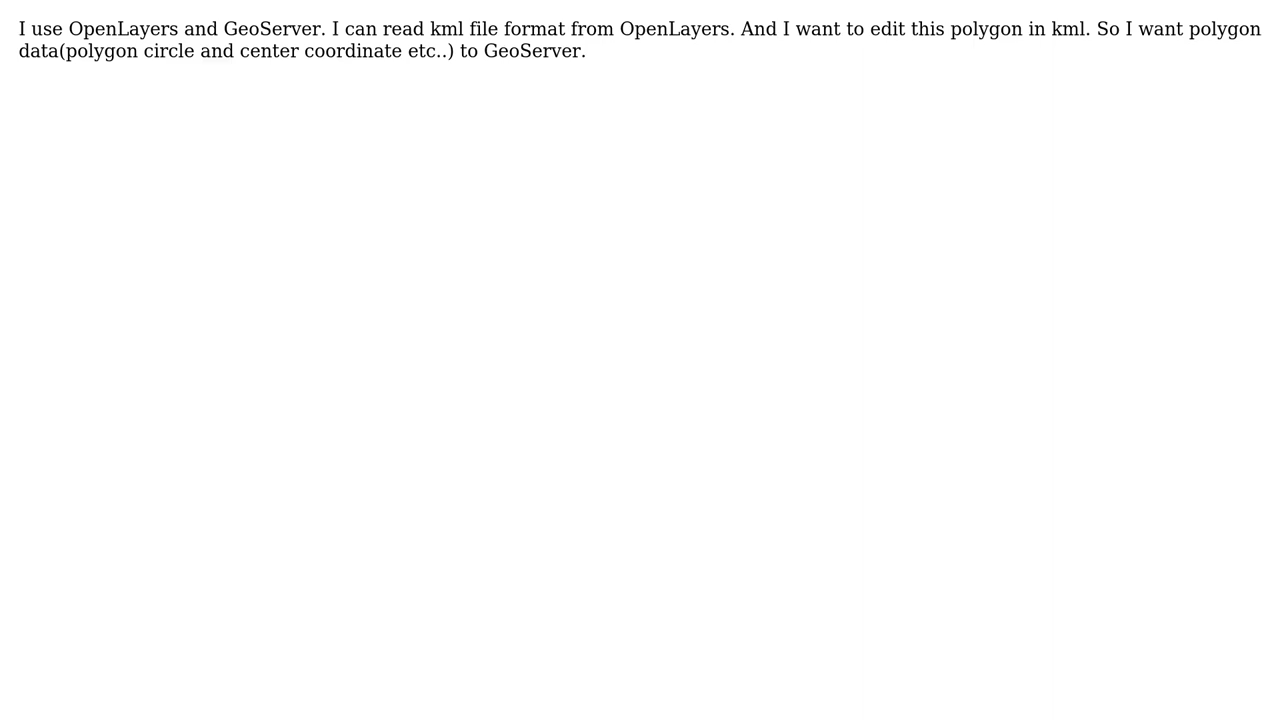 I use OpenLayers and GeoServer. I can read kml file format from OpenLayers. And I want to edit this polygon in kml. So I want polygon
data(polygon circle and center coordinate etc..) to GeoServer.